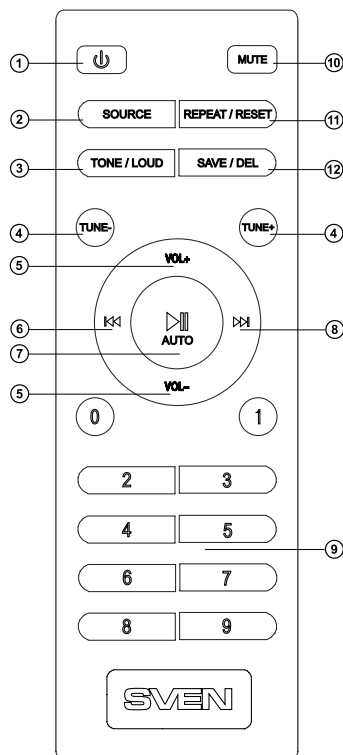 1 MUTE 10
2 SOURCE REPEAT / RESET 11
3 TONE / LOUD SAVE / DEL 12
4 TUNE- TUNE+ 4
5 VOL+
6 7 AUTO 8
5 VOL-
0 1
2 3
4 5
9
6 7
8 9
SVEN